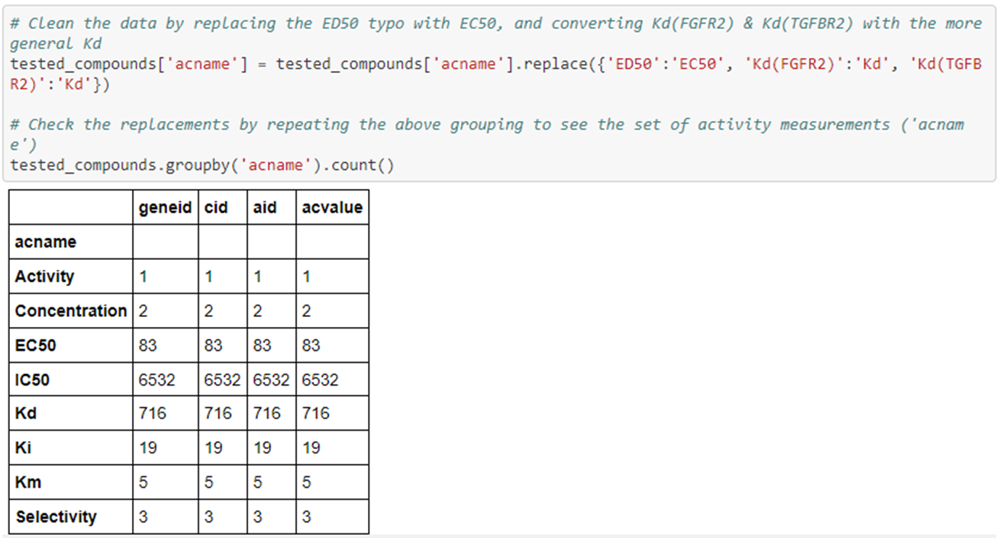 # Clean the data by replacing the ED50 typo with EC50, and converting Kd(FGFR2) & Kd(TGFBR2) with the more
general Kd
tested_compounds['acname'] = tested_compounds['acname'].replace({'ED50':'EC50', 'Kd(FGFR2)':'Kd', 'Kd(TGFB
R2)':'Kd'})
# Check the replacements by repeating the above grouping to see the set of activity measurements ('acnam
e')
tested_compounds.groupby('acname').count()
geneid cid aid acvalue
acname
Activity 1 1 1 1
Concentration 2 2 2 2
EC50 83 83 83 83
IC50 6532 6532 6532 6532
Kd 716 716 716 716
Ki 19 19 19 19
Km 5 5 5 5
Selectivity 3 3 3 3